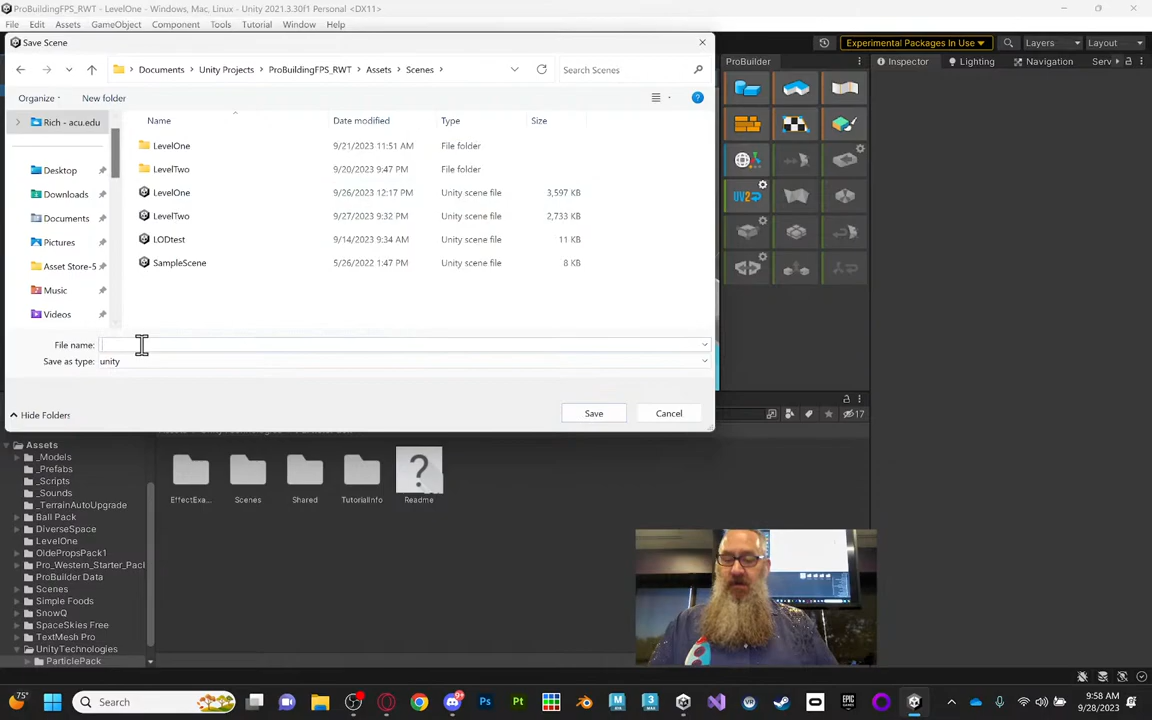 ProBuildingFPS_RWT - LevelOne - Windows, Mac, Linux - Unity 2021.3.30f1 Personal <DX11>
File Edit Assets GameObject Component Tools Tutorial Window Help
Save Scene
Experimental Packages In Use Layers Layout
Documents Unity Projects ProBuildingFPS_RWT Assets Scenes Search Scenes
ProBuilder Inspector Lighting Navigation Serv
Organize New folder
Rich - acu.edu Name Date modified Type Size
LevelOne 9/21/2023 11:51 AM File folder
Desktop LevelTwo 9/20/2023 9:47 PM File folder
Downloads LevelOne 9/26/2023 12:17 PM Unity scene file 3,597 KB
UV2
Documents LevelTwo 9/27/2023 9:32 PM Unity scene file 2,733 KB
Pictures LODtest 9/14/2023 9:34 AM Unity scene file 11 KB
Asset Store-5 SampleScene 5/26/2022 1:47 PM Unity scene file 8 KB
Music
Videos
File name:
Save as type: unity
Hide Folders Save Cancel
17
Assets
_Models
_Prefabs
_Scripts
_Sounds
_TerrainAutoUpgrade
Ball Pack
DiverseSpace
LevelOne
OldePropsPack1
Pro_Western_Starter_Pacl
ProBuilder Data
Scenes
Simple Foods
SnowQ
SpaceSkies Free
TextMesh Pro
UnityTechnologies
ParticlePack
EffectExa... Scenes Shared TutorialInfo Readme
75° Search 9:58 AM
9/28/2023